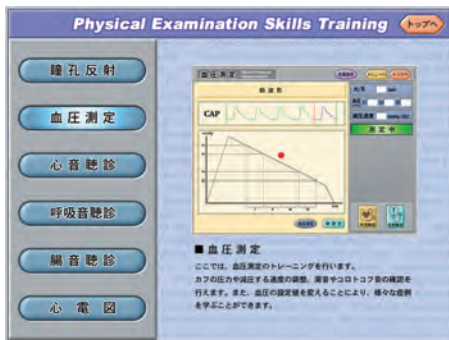 Physical Examination Skills Training
トップへ
瞳孔反射
血圧測定
心音聴診
呼吸音聴診
腸音聴診
心電図
血圧測定
脈波形
CAP
測定中
■ 血圧測定
ここでは、血圧測定のトレーニングを行います。
カフの圧力や減圧する速度の調整、測音やコロトコフ音の確認を
行えます。また、血圧の設定値を変えることにより、様々な症例
を学ぶことができます。